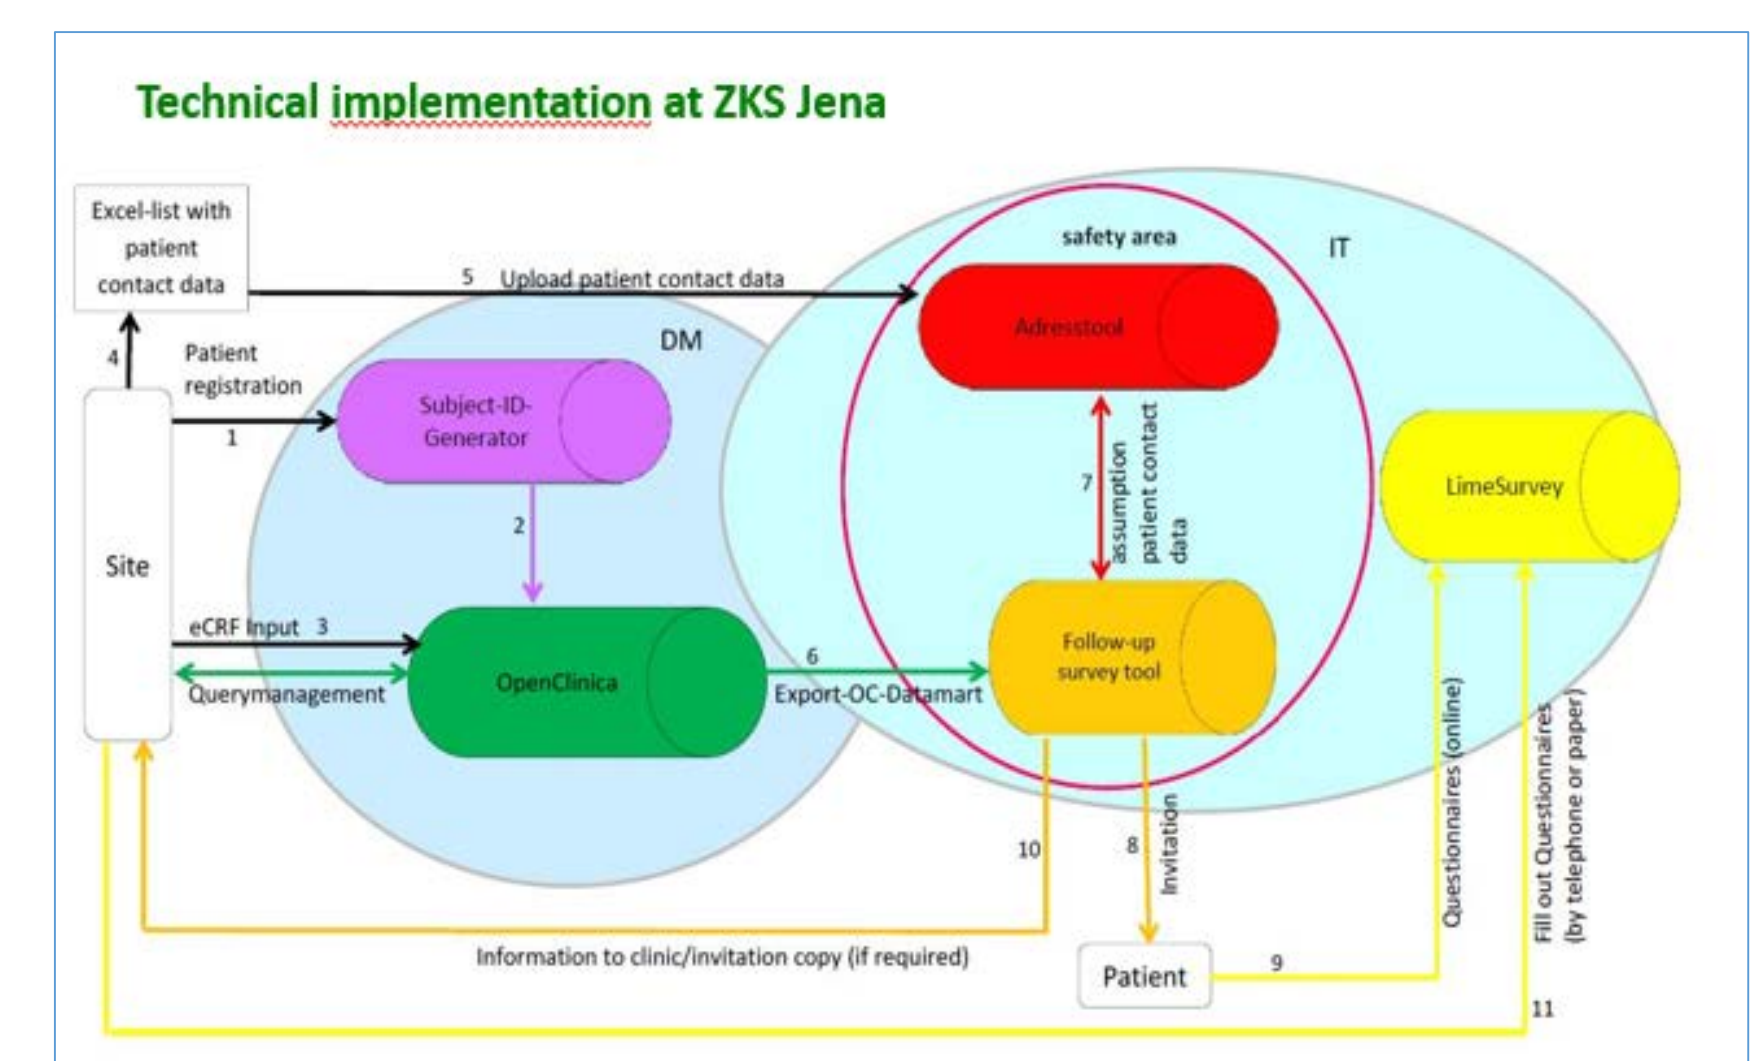 Technical implementation at ZKS Jena
Excel-list with
patient
contact data
5 Upload patient contact data
safety area
IT
Adresstool
DM
4
Patient
registration
1
Subject-ID-
Generator
2
7
assumption
patient contact
data
LimeSurvey
Site
eCRF Input 3
Querymanagement
OpenClinica
6
Export-OC-Datamart
Follow-up
survey tool
10
8
Invitation
Questionnaires (online)
Fill out Questionnaires
(by telephone or paper)
Information to clinic/invitation copy (if required)
Patient
9
11